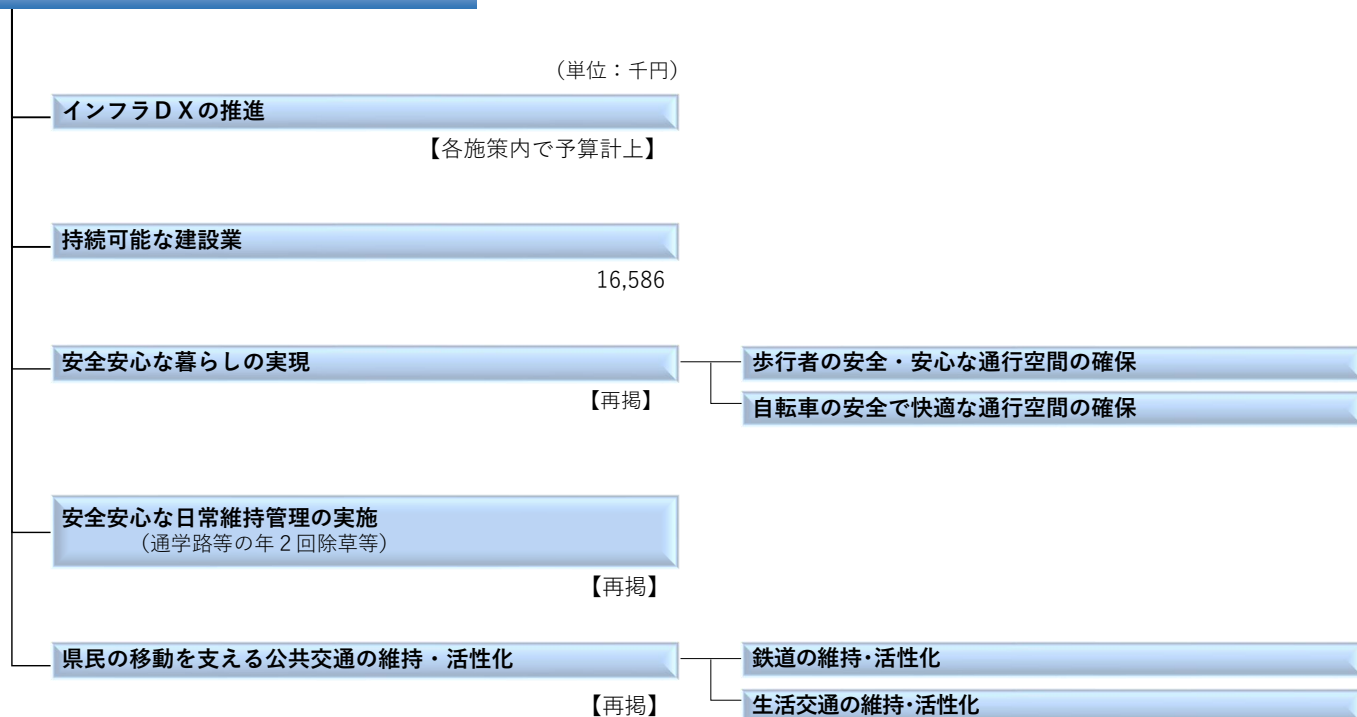 （単位：千円）
インフラＤＸの推進
【各施策内で予算計上】
持続可能な建設業
16,586
安全安心な暮らしの実現
【再掲】
歩行者の安全・安心な通行空間の確保
自転車の安全で快適な通行空間の確保
安全安心な日常維持管理の実施
（通学路等の年２回除草等）
【再掲】
県民の移動を支える公共交通の維持・活性化
【再掲】
鉄道の維持･活性化
生活交通の維持･活性化